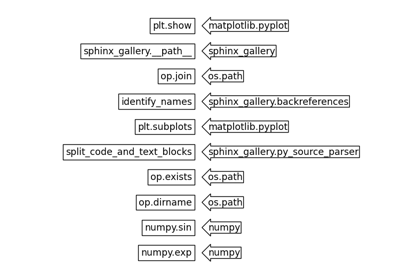 plt.show matplotlib.pyplot
sphinx_gallery.__path__ sphinx_gallery
op.join os.path
identify_names sphinx_gallery.backreferences
plt.subplots matplotlib.pyplot
split_code_and_text_blocks sphinx_gallery.py_source_parser
op.exists os.path
op.dirname os.path
numpy.sin numpy
numpy.exp numpy